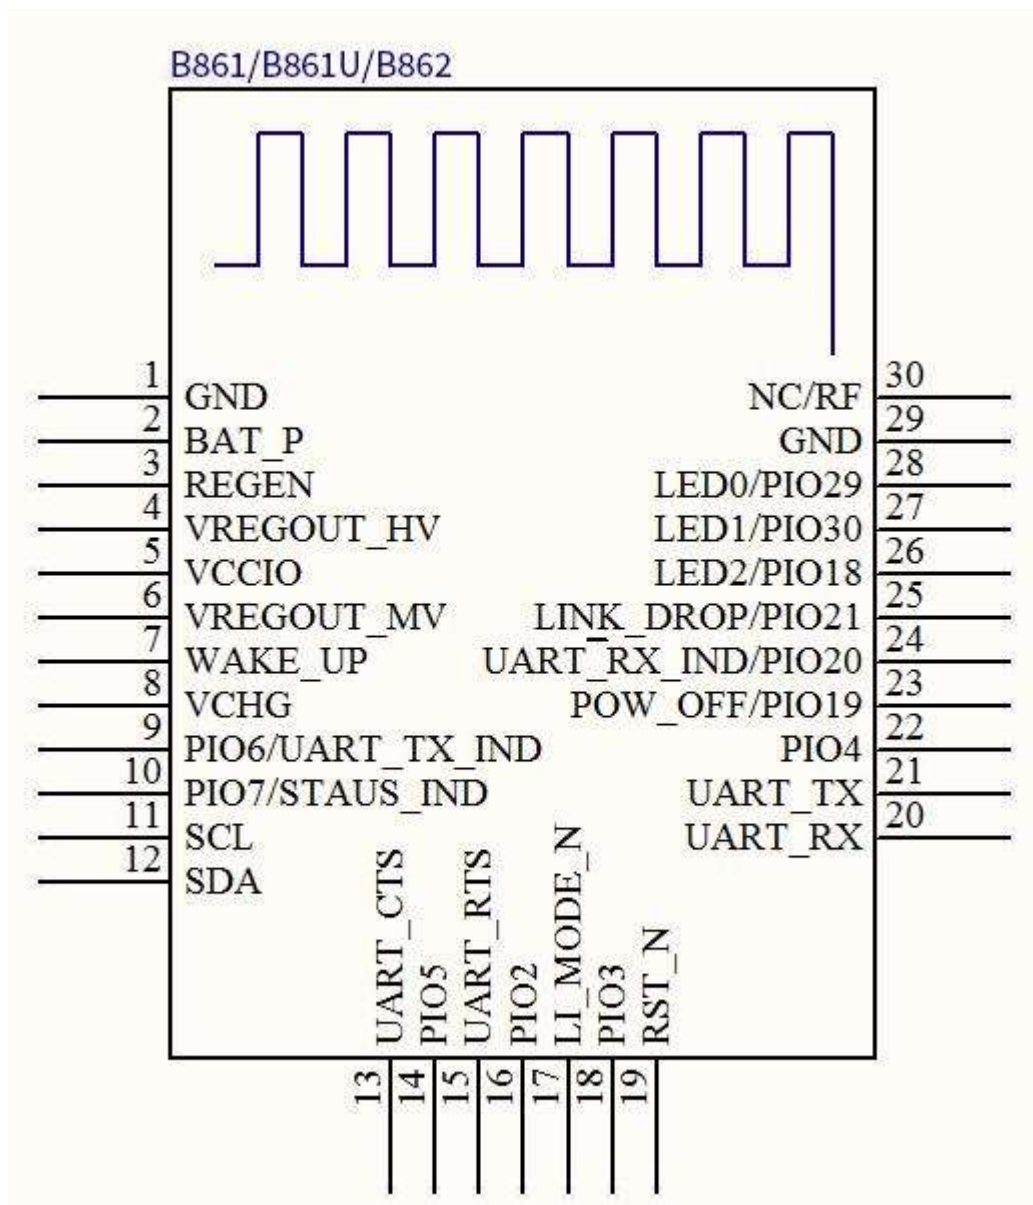 B861/B861U/B862
1 GND
2 BAT_P
3 REGEN
4 VREGOUT_HV
5 VCCIO
6 VREGOUT_MV
7 WAKE_UP
8 VCHG
9 PIO6/UART_TX_IND
10 PIO7/STAUS_IND
11 SCL
12 SDA
13 UART_CTS
14 PIO5
15 UART_RTS
16 PIO2
17 LI_MODE_N
18 PIO3
19 RST_N
NC/RF 30
GND 29
LED0/PIO29 28
LED1/PIO30 27
LED2/PIO18 26
LINK_DROP/PIO21 25
UART_RX_IND/PIO20 24
POW_OFF/PIO19 23
PIO4 22
UART_TX 21
UART_RX 20